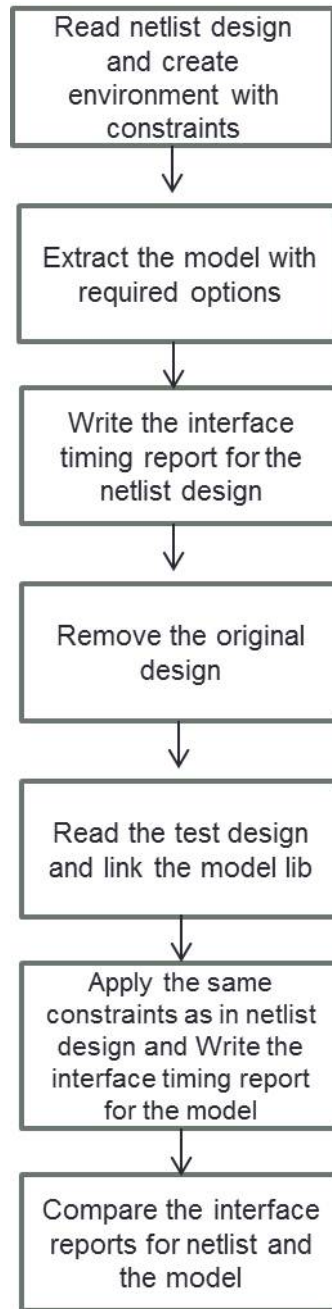 Read netlist design
and create
environment with
constraints
Extract the model with
required options
Write the interface
timing report for the
netlist design
Remove the original
design
Read the test design
and link the model lib
Apply the same
constraints as in netlist
design and Write the
interface timing report
for the model
Compare the interface
reports for netlist and
the model